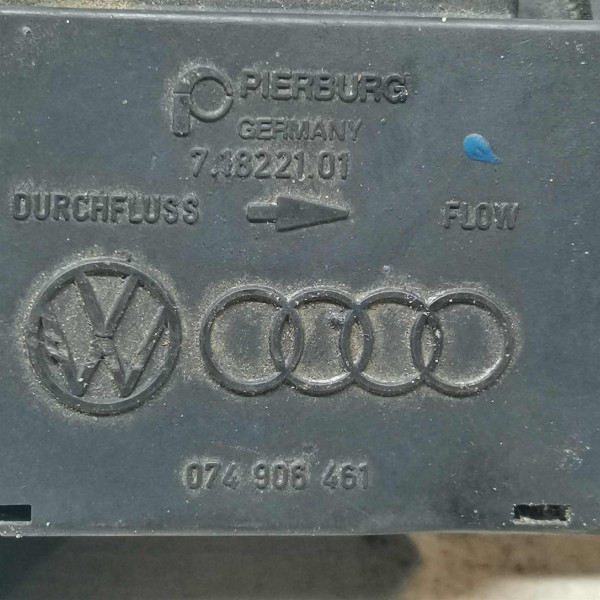 PIERBURG
GERMANY
7.18221.01
DURCHFLUSS FLOW
074 906 461